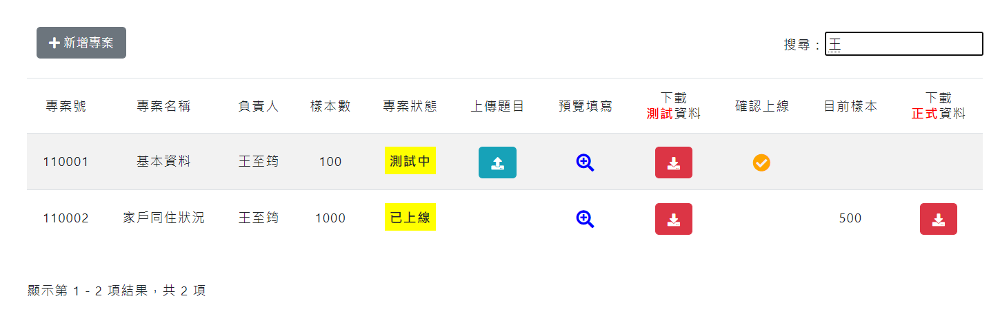 新增專案
搜尋：王
專案號 專案名稱 負責人 樣本數 專案狀態 上傳題目 預覽填寫 下載 確認上線 目前樣本 下載
測試資料 正式資料
110001 基本資料 王至筠 100 測試中
110002 家戶同住狀況 王至筠 1000 已上線 500
顯示第 1 - 2 項結果，共 2 項